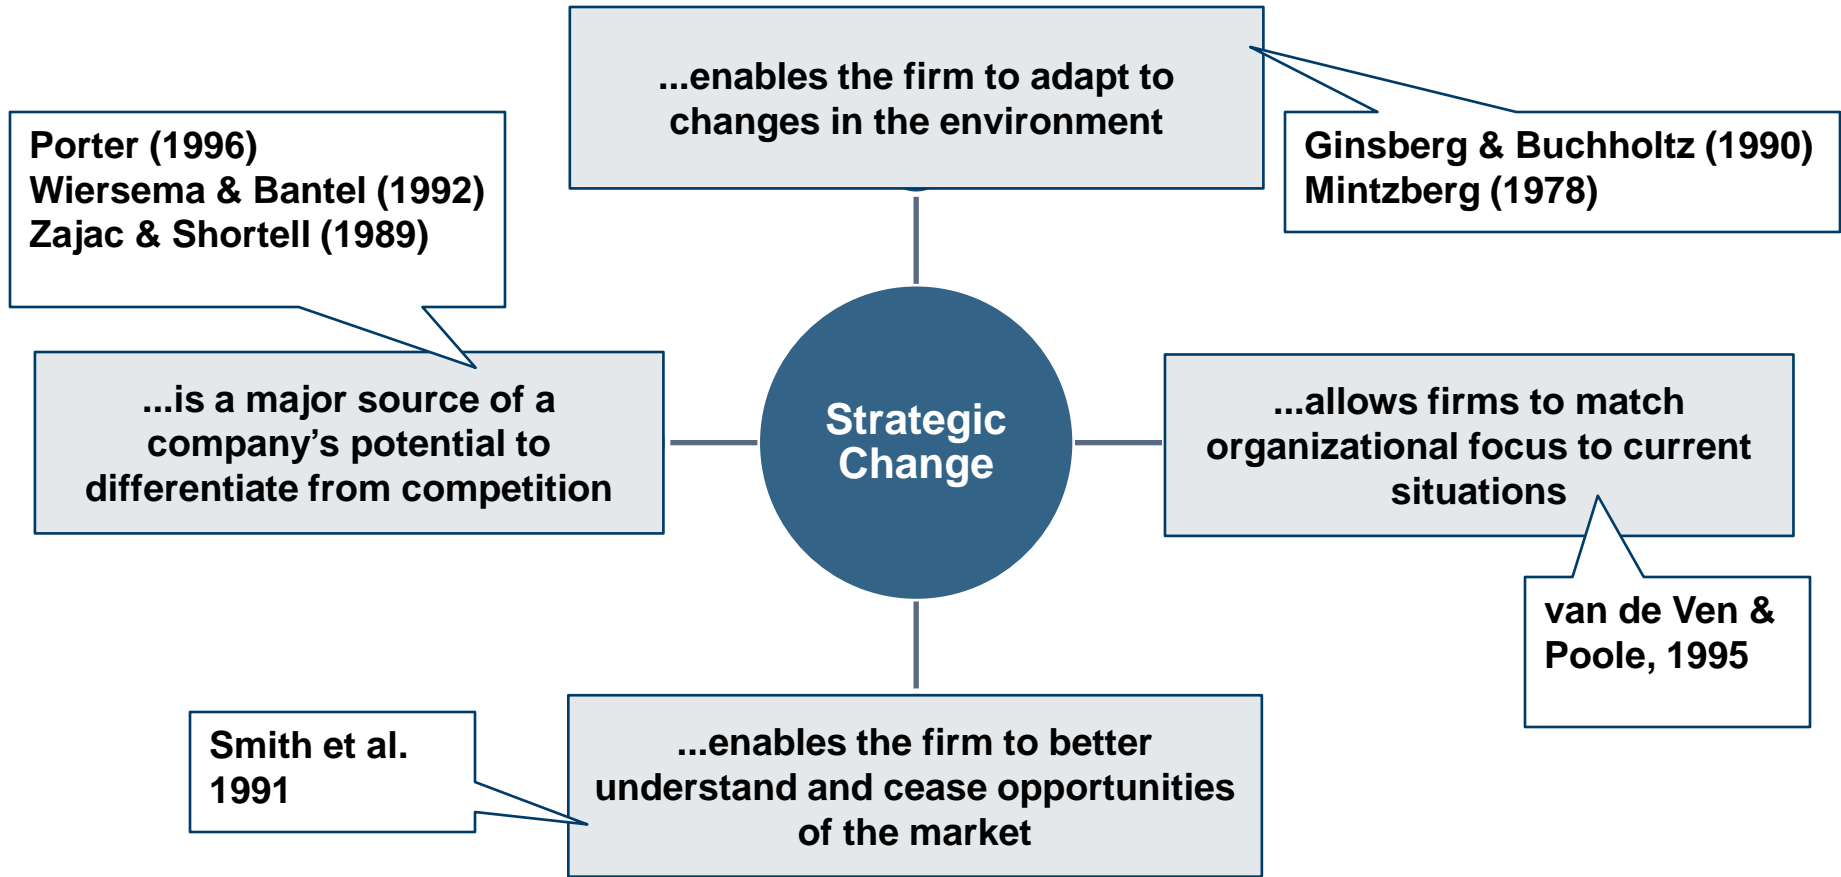 ...enables the firm to adapt to
changes in the environment
Ginsberg & Buchholtz (1990)
Mintzberg (1978)
Porter (1996)
Wiersema & Bantel (1992)
Zajac & Shortell (1989)
...is a major source of a
company’s potential to
differentiate from competition
Strategic
Change
...allows firms to match
organizational focus to current
situations
van de Ven &
Poole, 1995
Smith et al.
1991
...enables the firm to better
understand and cease opportunities
of the market